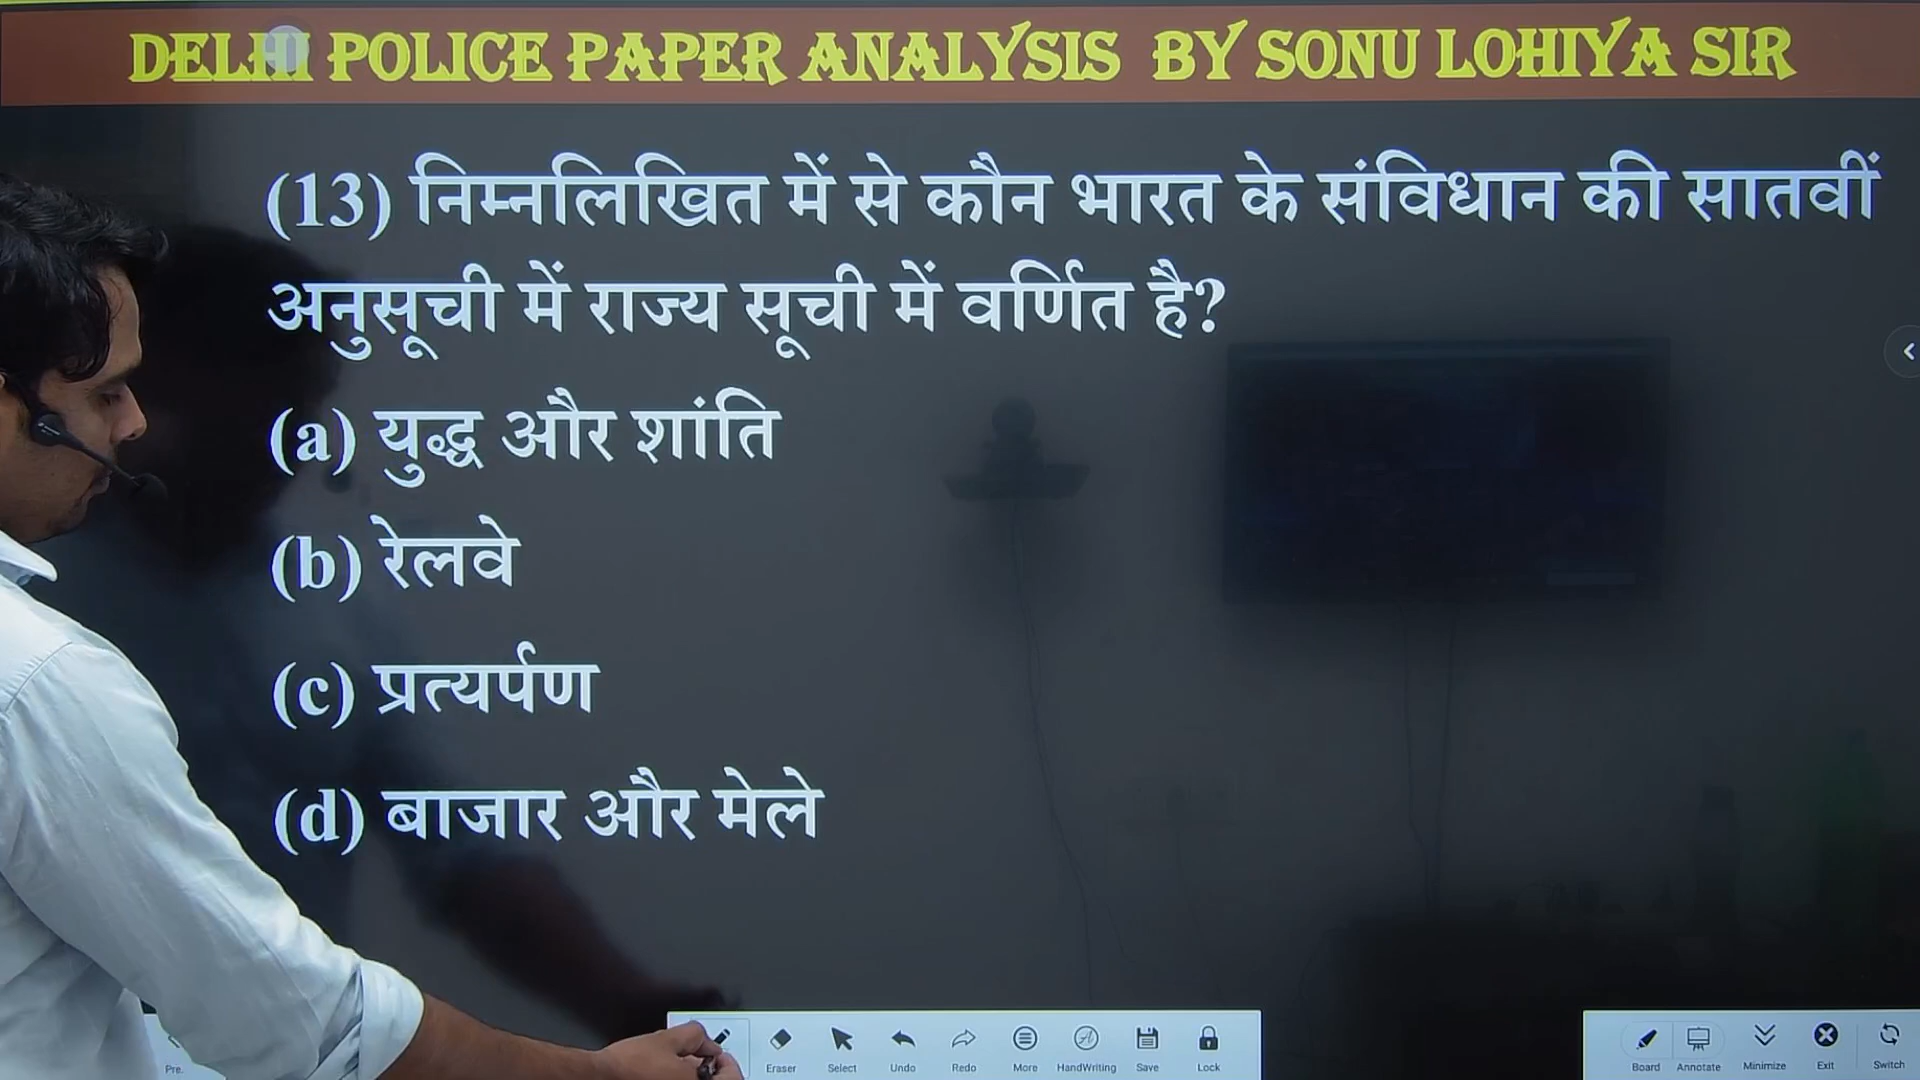 DELHI POLICE PAPER ANALYSIS BY SONU LOHIYA SIR
(13) निम्नलिखित में से कौन भारत के संविधान की सातवीं
अनुसूची में राज्य सूची में वर्णित है?
(a) युद्ध और शांति
(b) रेलवे
(c) प्रत्यर्पण
(d) बाजार और मेले
Pre.
Eraser Select Undo Redo More HandWriting Save Lock
Board Annotate Minimize Exit Switch